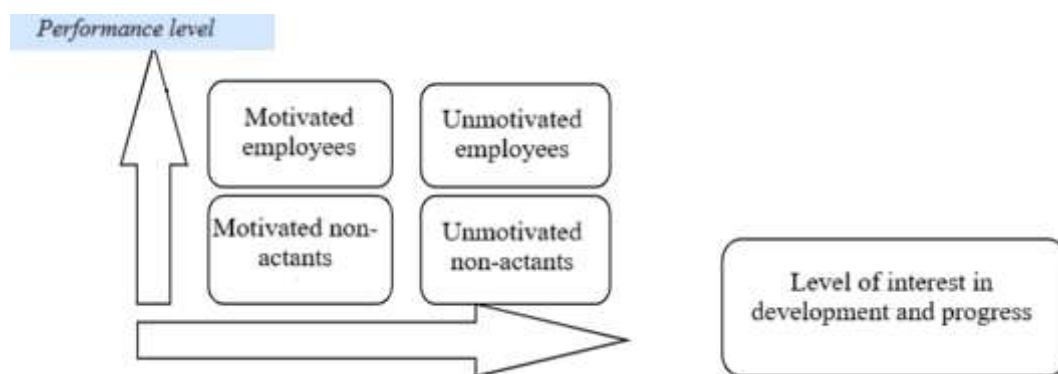 Performance level
Motivated
employees
Unmotivated
employees
Motivated non-
actants
Unmotivated
non-actants
Level of interest in
development and progress